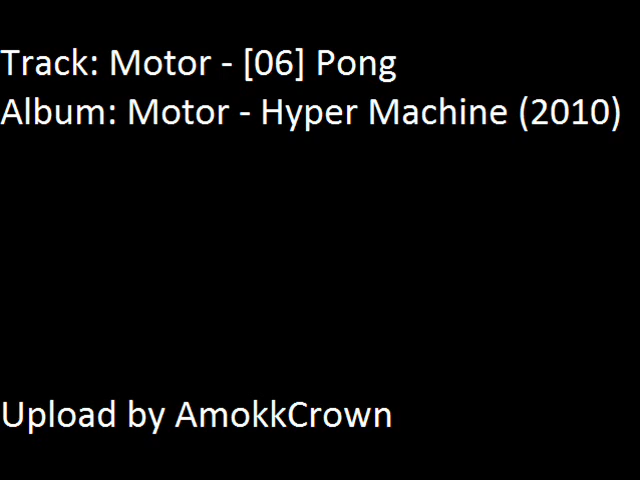 Track: Motor - [06] Pong
Album: Motor - Hyper Machine (2010)
Upload by AmokkCrown